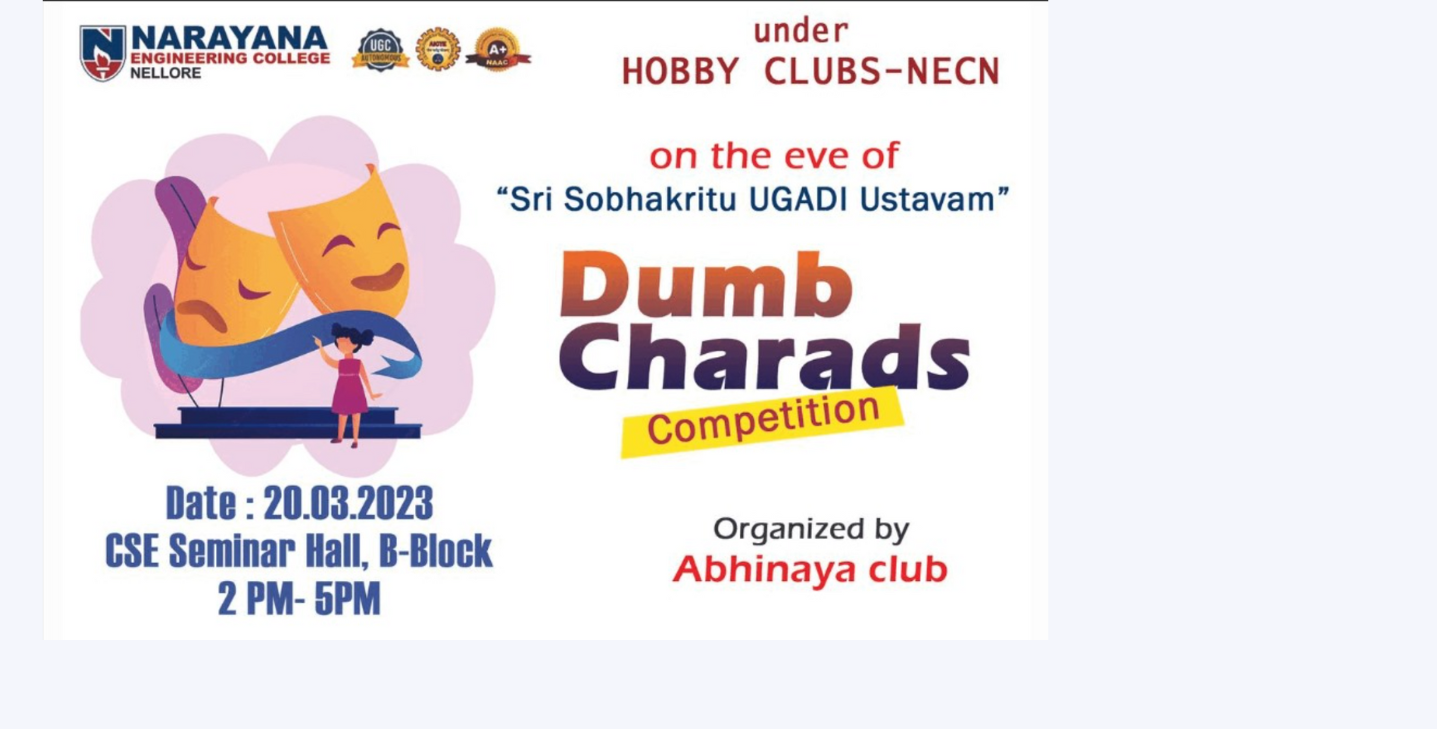 NARAYANA
ENGINEERING COLLEGE
NELLORE
UGC
AUTONOMOUS
A+
NAAC
under
HOBBY CLUBS-NECN
on the eve of
“Sri Sobhakritu UGADI Ustavam”
Dumb
Charads
Competition
Date : 20.03.2023
CSE Seminar Hall, B-Block
2 PM- 5PM
Organized by
Abhinaya club